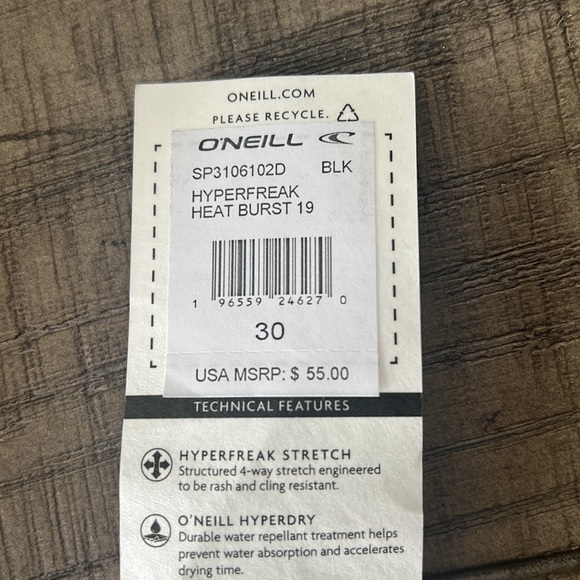 ONEILL.COM
PLEASE RECYCLE.
O'NEILL
SP3106102D BLK
HYPERFREAK
HEAT BURST 19
1 96559 24627 0
30
USA MSRP: $ 55.00
TECHNICAL FEATURES
HYPERFREAK STRETCH
Structured 4-way stretch engineered
to be rash and cling resistant.
O'NEILL HYPERDRY
Durable water repellant treatment helps
prevent water absorption and accelerates
drying time.